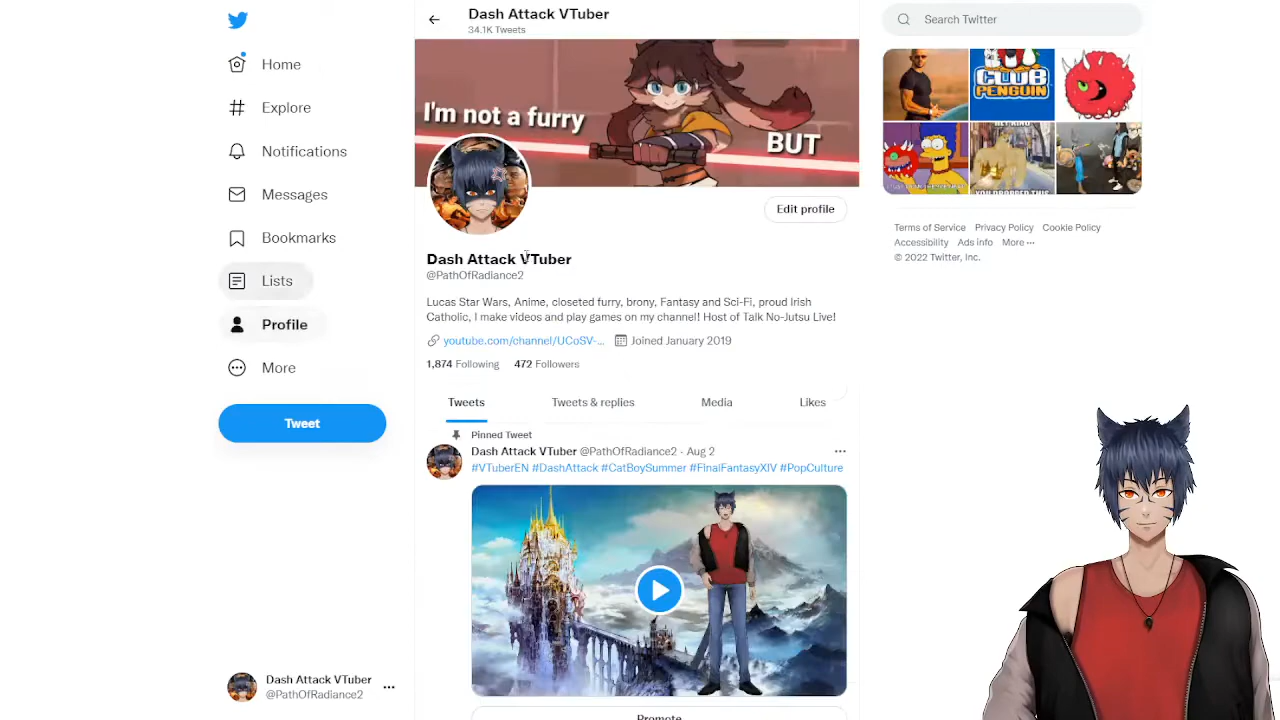 Dash Attack VTuber
34.1K Tweets
Search Twitter
Home
Explore
Notifications
Messages
Bookmarks
Lists
Profile
More
Tweet
Dash Attack VTuber
@PathOfRadiance2
I'm not a furry
BUT
Edit profile
Dash Attack VTuber
@PathOfRadiance2
Lucas Star Wars, Anime, closeted furry, brony, Fantasy and Sci-Fi, proud Irish
Catholic, I make videos and play games on my channel! Host of Talk No-Jutsu Live!
youtube.com/channel/UCoSV-... Joined January 2019
1,874 Following 472 Followers
Tweets Tweets & replies Media Likes
Pinned Tweet
Dash Attack VTuber @PathOfRadiance2 · Aug 2
#VTuberEN #DashAttack #CatBoySummer #FinalFantasyXIV #PopCulture
Promote
CLUB
PENGUIN
YOU DROPPED THIS
Terms of Service Privacy Policy Cookie Policy
Accessibility Ads info More
© 2022 Twitter, Inc.